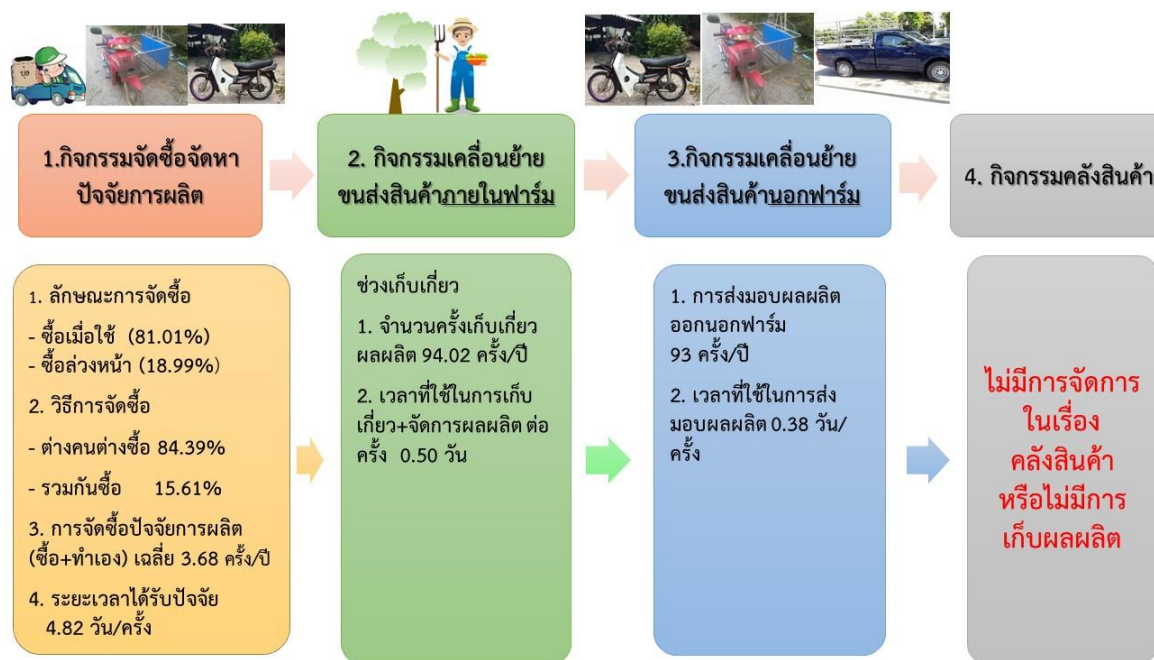 1.กิจกรรมจัดซื้อจัดหา
ปัจจัยการผลิต
2. กิจกรรมเคลื่อนย้าย
ขนส่งสินค้าภายในฟาร์ม
3.กิจกรรมเคลื่อนย้าย
ขนส่งสินค้านอกฟาร์ม
4. กิจกรรมคลังสินค้า
1. ลักษณะการจัดซื้อ
- ซื้อเมื่อใช้ (81.01%)
- ซื้อล่วงหน้า (18.99%)
2. วิธีการจัดซื้อ
- ต่างคนต่างซื้อ 84.39%
- รวมกันซื้อ 15.61%
3. การจัดซื้อปัจจัยการผลิต
(ซื้อ+ทำเอง) เฉลี่ย 3.68 ครั้ง/ปี
4. ระยะเวลาได้รับปัจจัย
4.82 วัน/ครั้ง
ช่วงเก็บเกี่ยว
1. จำนวนครั้งเก็บเกี่ยว
ผลผลิต 94.02 ครั้ง/ปี
2. เวลาที่ใช้ในการเก็บ
เกี่ยว+จัดการผลผลิต ต่อ
ครั้ง 0.50 วัน
1. การส่งมอบผลผลิต
ออกนอกฟาร์ม
93 ครั้ง/ปี
2. เวลาที่ใช้ในการส่ง
มอบผลผลิต 0.38 วัน/
ครั้ง
ไม่มีการจัดการ
ในเรื่อง
คลังสินค้า
หรือไม่มีการ
เก็บผลผลิต